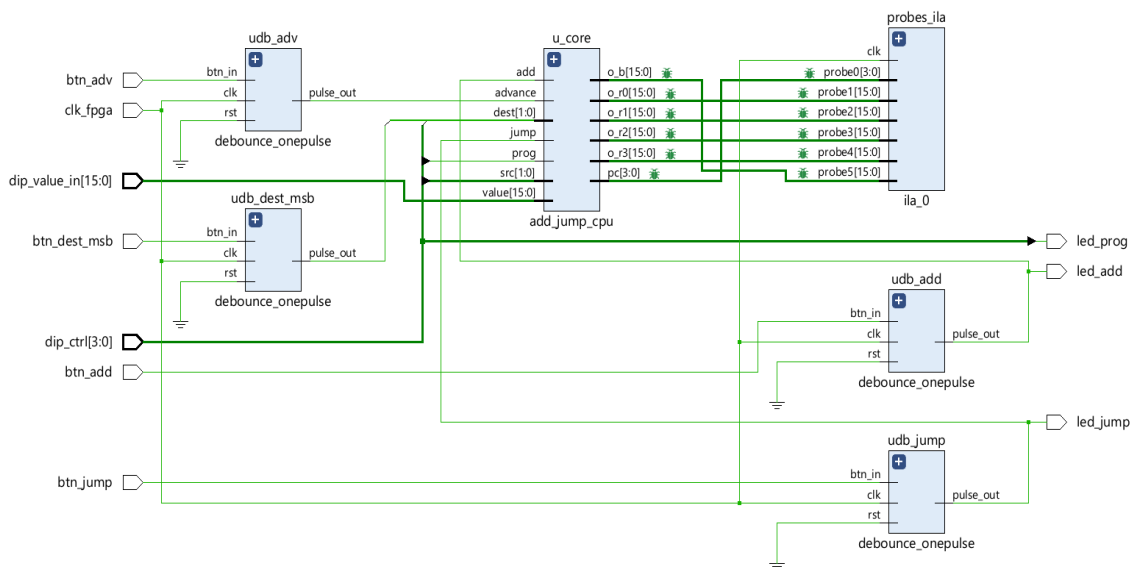 btn_adv
clk_fpga
dip_value_in[15:0]
btn_dest_msb
dip_ctrl[3:0]
btn_add
btn_jump
udb_adv
btn_in
clk
rst
pulse_out
debounce_onepulse
udb_dest_msb
btn_in
clk
rst
pulse_out
debounce_onepulse
u_core
add
advance
dest[1:0]
jump
prog
src[1:0]
value[15:0]
o_b[15:0]
o_r0[15:0]
o_r1[15:0]
o_r2[15:0]
o_r3[15:0]
pc[3:0]
add_jump_cpu
probes_ila
clk
probe0[3:0]
probe1[15:0]
probe2[15:0]
probe3[15:0]
probe4[15:0]
probe5[15:0]
ila_0
udb_add
btn_in
clk
rst
pulse_out
debounce_onepulse
udb_jump
btn_in
clk
rst
pulse_out
debounce_onepulse
led_prog
led_add
led_jump